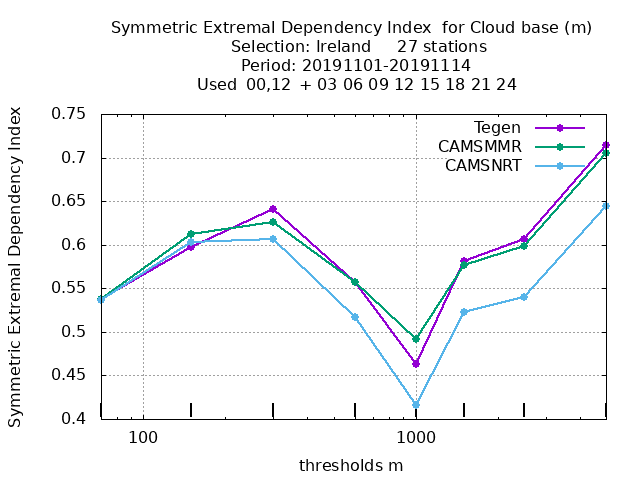 Symmetric Extremal Dependency Index  for Cloud base (m)
Selection: Ireland     27 stations
Period: 20191101-20191114
Used  00,12  + 03 06 09 12 15 18 21 24
Symmetric Extremal Dependency Index
0.75
0.7
0.65
0.6
0.55
0.5
0.45
0.4
Tegen
CAMSMMR
CAMSNRT
100
1000
thresholds m